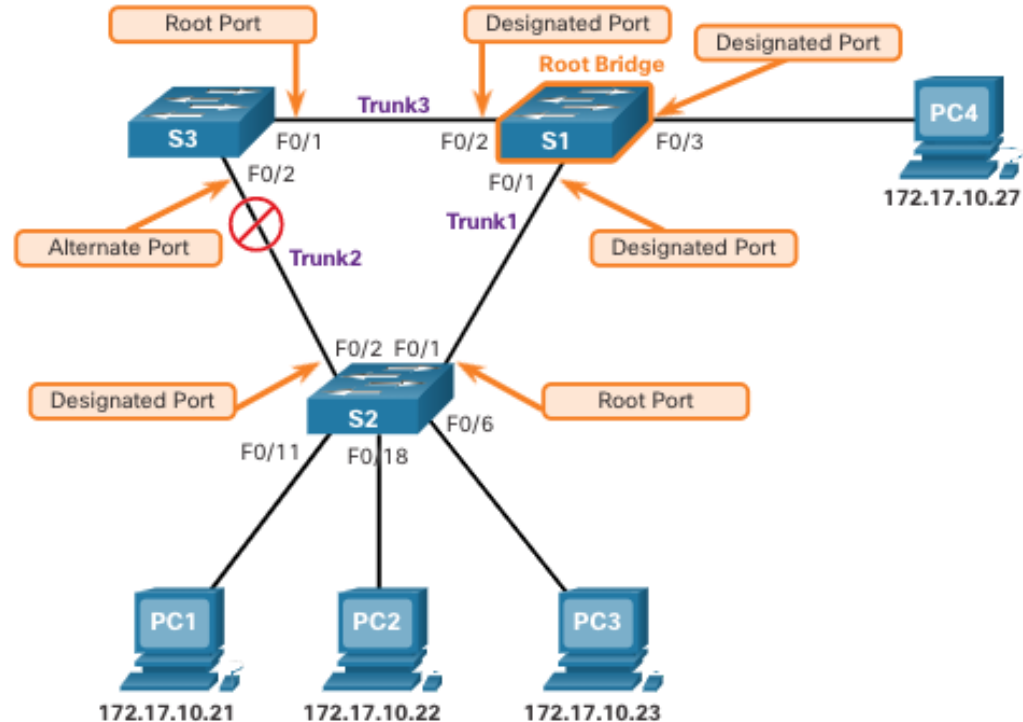 Root Port
Designated Port
Designated Port
Root Bridge
Trunk3
S3
F0/1
F0/2
S1
F0/3
PC4
172.17.10.27
F0/2
F0/1
Trunk1
Alternate Port
Trunk2
Designated Port
F0/2 F0/1
Designated Port
Root Port
S2
F0/6
F0/11
F0/18
PC1
PC2
PC3
172.17.10.21
172.17.10.22
172.17.10.23